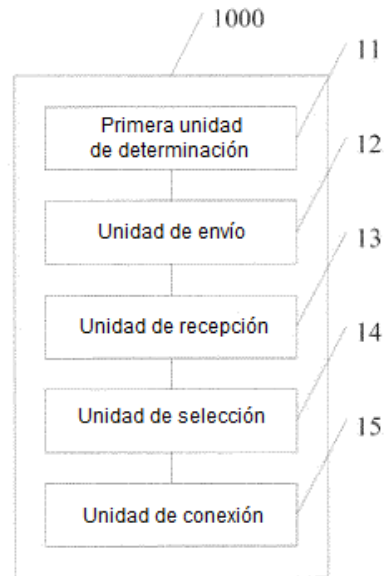 1000
11
Primera unidad
de determinación
12
Unidad de envío
13
Unidad de recepción
14
Unidad de selección
15
Unidad de conexión